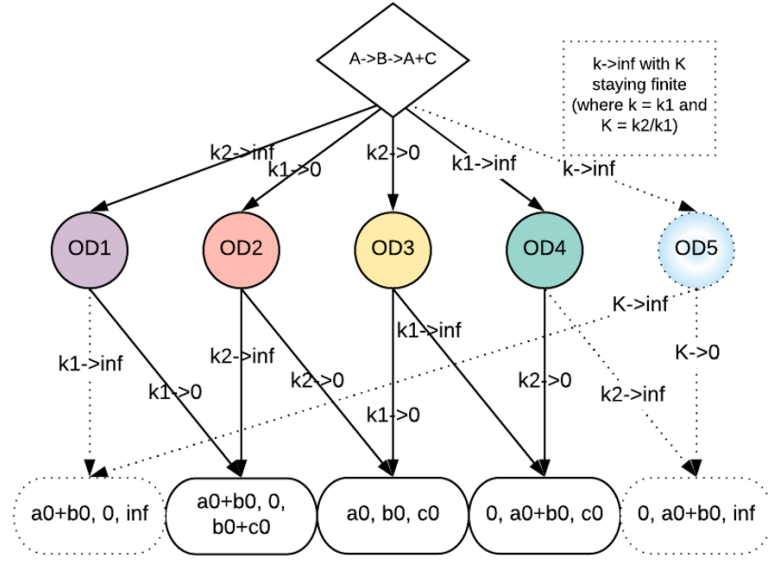 A->B->A+C
k->inf with K
staying finite
(where k = k1 and
K = k2/k1)
k2->inf
k1->0
k2->0
k1->inf
k->inf
OD1
OD2
OD3
OD4
OD5
K->inf
k1->inf
k1->0
k2->inf
k2->0
k1->inf
k1->0
k2->0
k2->inf
K->0
a0+b0, 0, inf
a0+b0, 0,
b0+c0
a0, b0, c0
0, a0+b0, c0
0, a0+b0, inf